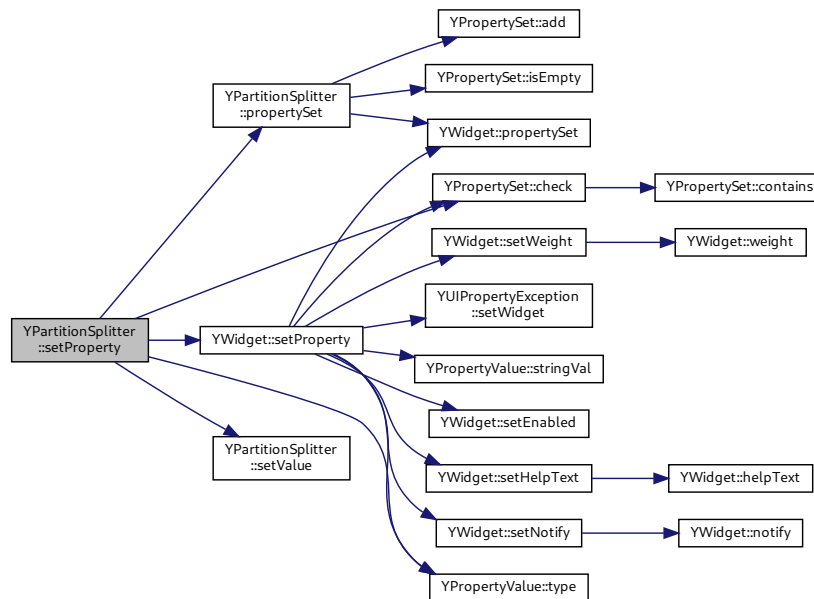 YPropertySet::add
YPartitionSplitter
::propertySet
YPropertySet::isEmpty
YWidget::propertySet
YPropertySet::check
YPropertySet::contains
YWidget::setWeight
YWidget::weight
YUIPropertyException
::setWidget
YPartitionSplitter
::setProperty
YWidget::setProperty
YPropertyValue::stringVal
YWidget::setEnabled
YPartitionSplitter
::setValue
YWidget::setHelpText
YWidget::helpText
YWidget::setNotify
YWidget::notify
YPropertyValue::type